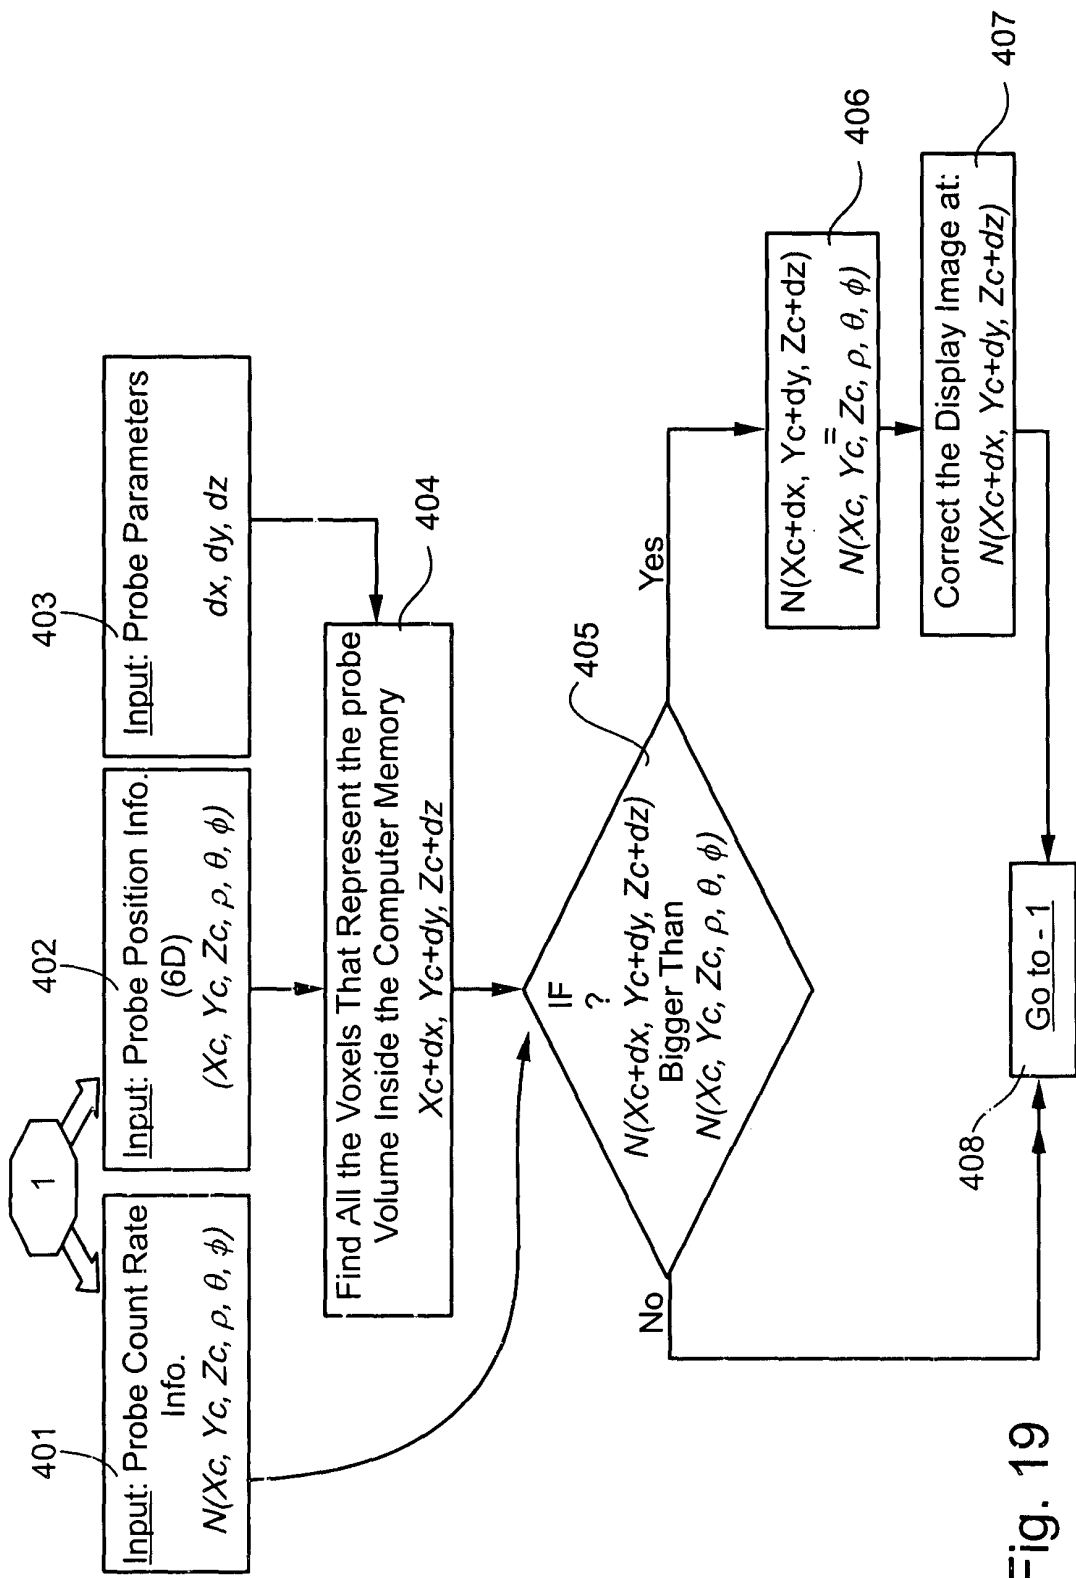 1
401
Input: Probe Count Rate
Info.
N(Xc, Yc, Zc, ρ, θ, ϕ)
402
Input: Probe Position Info.
(6D)
(Xc, Yc, Zc, ρ, θ, ϕ)
403
Input: Probe Parameters
dx, dy, dz
404
Find All the Voxels That Represent the probe
Volume Inside the Computer Memory
Xc+dx, Yc+dy, Zc+dz
405
IF
?
N(Xc+dx, Yc+dy, Zc+dz)
Bigger Than
N(Xc, Yc, Zc, ρ, θ, ϕ)
No
Yes
406
N(Xc+dx, Yc+dy, Zc+dz)
=
N(Xc, Yc, Zc, ρ, θ, ϕ)
407
Correct the Display Image at:
N(Xc+dx, Yc+dy, Zc+dz)
408
Go to - 1
Fig. 19